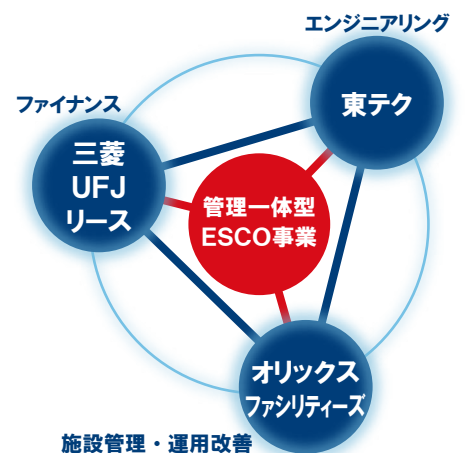 エンジニアリング
東テク
ファイナンス
三菱
UFJ
リース
管理一体型
ESCO事業
オリックス
ファシリティーズ
施設管理・運用改善